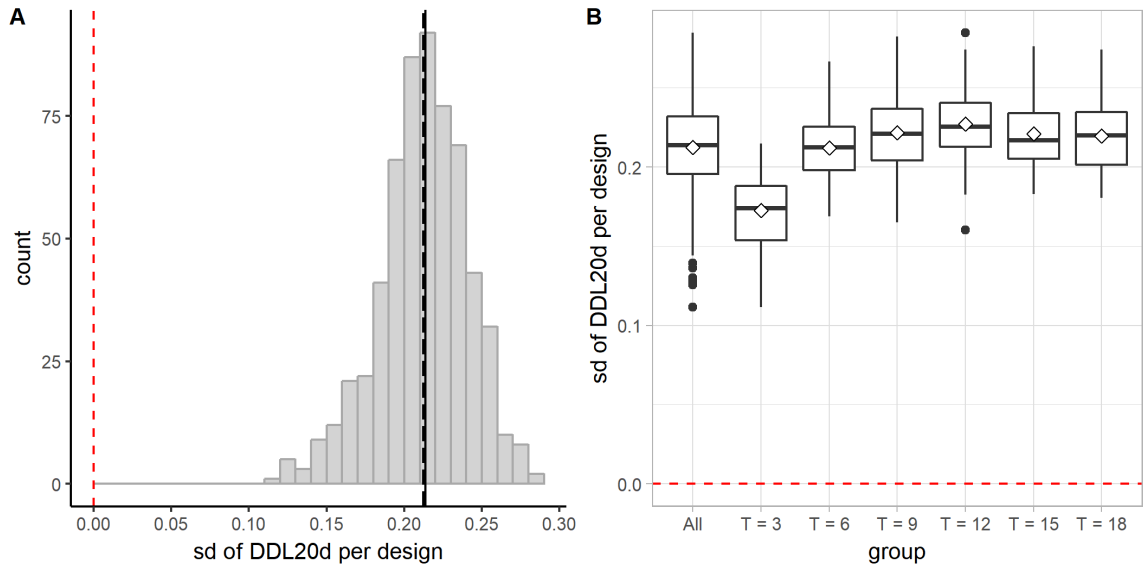 A
count
75
50
25
0
0.00 0.05 0.10 0.15 0.20 0.25 0.30
sd of DDL20d per design
B
sd of DDL20d per design
0.2
0.1
0.0
All T = 3 T = 6 T = 9 T = 12 T = 15 T = 18
group